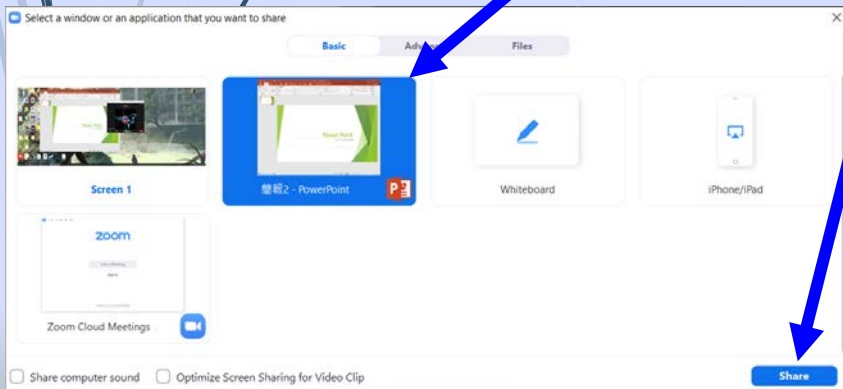 Select a window or an application that you want to share
Basic
Files
Screen 1
簡報2 - PowerPoint
Whiteboard
iPhone/iPad
zoom
Zoom Cloud Meetings
Share computer sound
Optimize Screen Sharing for Video Clip
Share